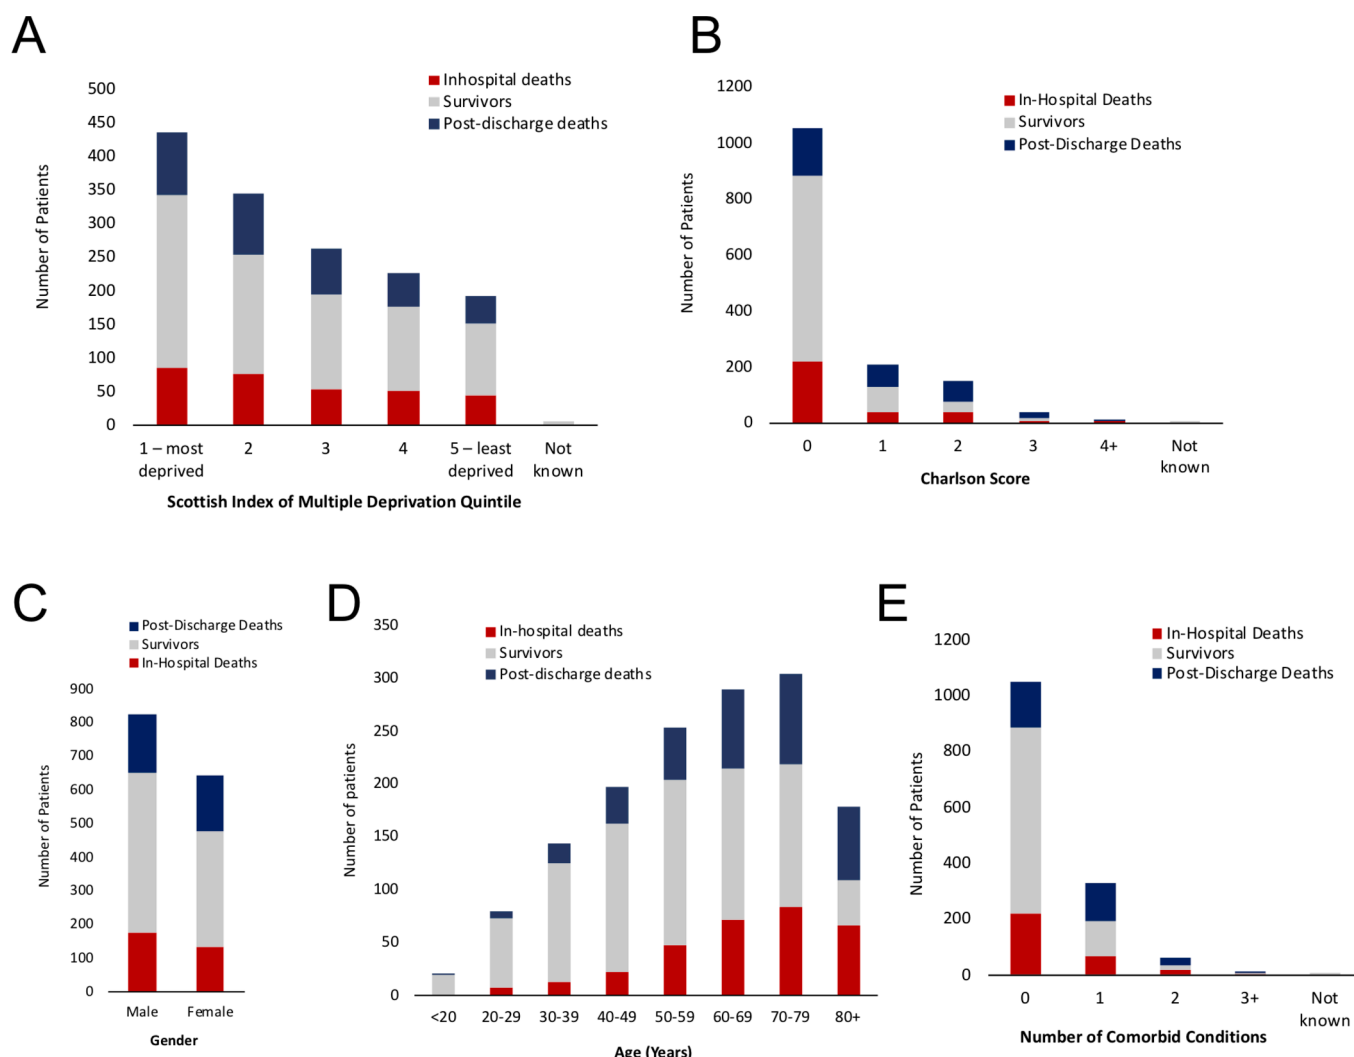 A
Inhospital deaths
Survivors
Post-discharge deaths
500
450
400
350
300
250
200
150
100
50
0
Number of Patients
1 – most deprived
2
3
4
5 – least deprived
Not known
Scottish Index of Multiple Deprivation Quintile
B
In-Hospital Deaths
Survivors
Post-Discharge Deaths
1200
1000
800
600
400
200
0
Number of Patients
0
1
2
3
4+
Not known
Charlson Score
C
Post-Discharge Deaths
Survivors
In-Hospital Deaths
900
800
700
600
500
400
300
200
100
0
Number of Patients
Male
Female
Gender
D
In-hospital deaths
Survivors
Post-discharge deaths
350
300
250
200
150
100
50
0
Number of patients
<20
20-29
30-39
40-49
50-59
60-69
70-79
80+
Age (Years)
E
In-Hospital Deaths
Survivors
Post-Discharge Deaths
1200
1000
800
600
400
200
0
Number of Patients
0
1
2
3+
Not known
Number of Comorbid Conditions